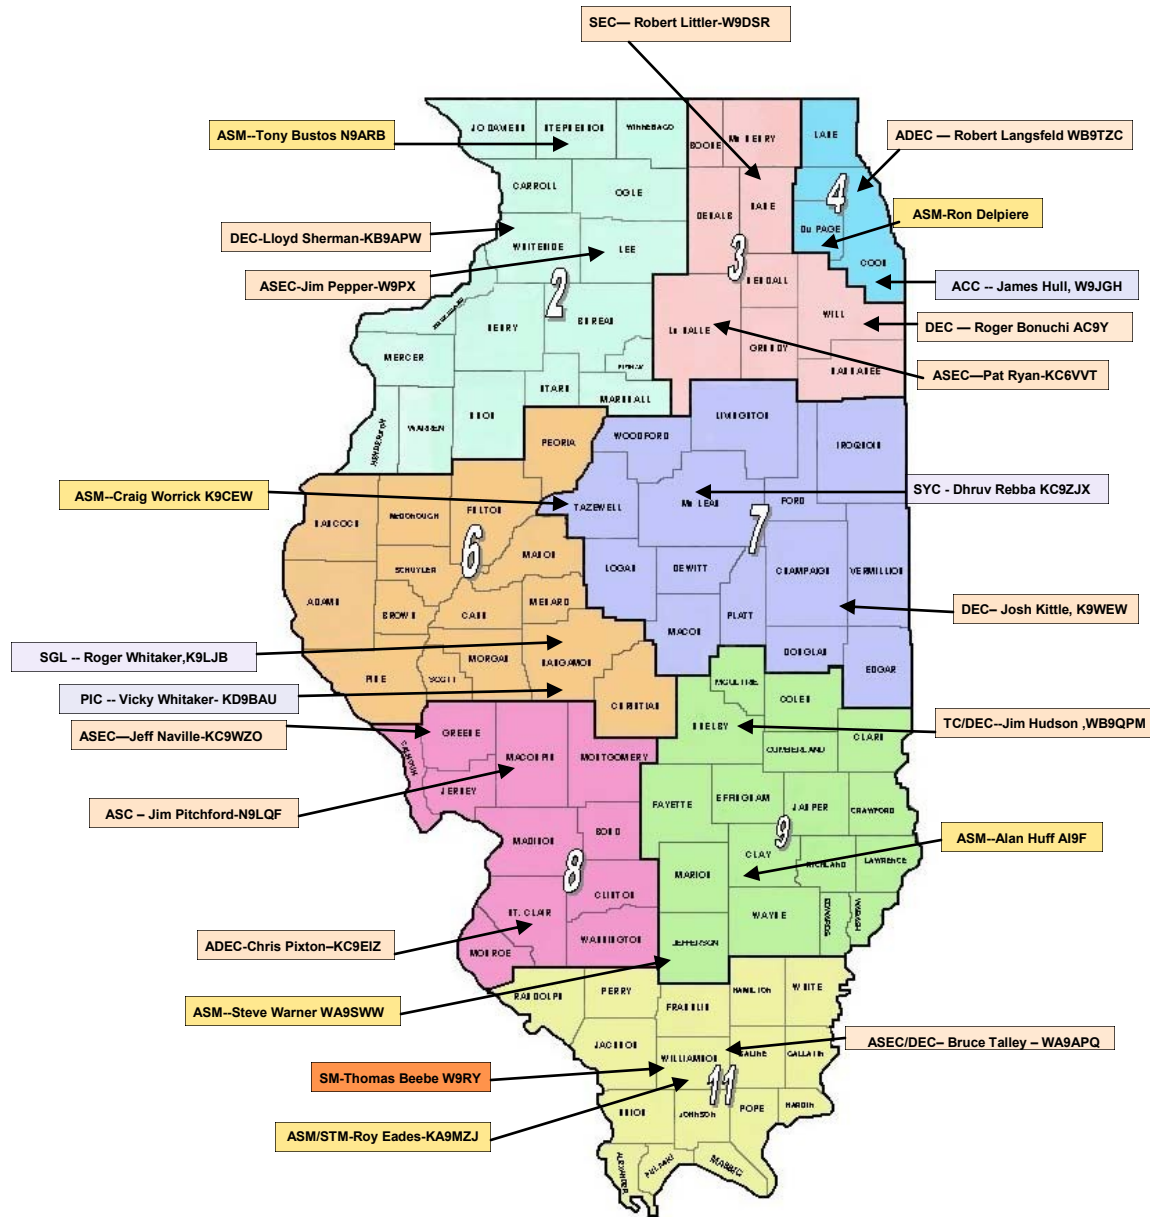 SEC— Robert Littler-W9DSR
ASM--Tony Bustos N9ARB
JO DAVIESS
STEPHENSON
WINNEBAGO
BOONE
McHENRY
LAKE
ADEC — Robert Langsfeld WB9TZC
CARROLL
OGLE
DEKALB
KANE
4
ASM-Ron Delpiere
DU PAGE
DEC-Lloyd Sherman-KB9APW
WHITESIDE
LEE
3
COOK
ASEC-Jim Pepper-W9PX
2
KENDALL
ACC -- James Hull, W9JGH
HENRY
BUREAU
LaSALLE
WILL
DEC — Roger Bonuchi AC9Y
MERCER
GRUNDY
KANKAKEE
ASEC—Pat Ryan-KC6VVT
PUTNAM
STARK
MARSHALL
KNOX
HENDERSON
WARREN
PEORIA
WOODFORD
LIVINGSTON
IROQUOIS
ASM--Craig Worrick K9CEW
HANCOCK
McDONOUGH
FULTON
TAZEWELL
McLEAN
FORD
SYC - Dhruv Rebba KC9ZJX
6
7
MASON
SCHUYLER
LOGAN
DEWITT
CHAMPAIGN
VERMILLION
ADAMS
BROWN
CASS
MENARD
PIATT
DEC– Josh Kittle, K9WEW
MACON
SGL -- Roger Whitaker,K9LJB
MORGAN
SANGAMON
DOUGLAS
EDGAR
PIKE
SCOTT
PIC -- Vicky Whitaker- KD9BAU
CHRISTIAN
MOULTRIE
COLES
ASEC—Jeff Naville-KC9WZO
GREENE
SHELBY
TC/DEC--Jim Hudson ,WB9QPM
CALHOUN
MACOUPIN
MONTGOMERY
CUMBERLAND
CLARK
JERSEY
ASC – Jim Pitchford-N9LQF
FAYETTE
EFFINGHAM
JASPER
CRAWFORD
MADISON
BOND
9
ASM--Alan Huff AI9F
CLAY
RICHLAND
LAWRENCE
8
MARION
CLINTON
ST. CLAIR
WAYNE
EDWARDS
WABASH
ADEC-Chris Pixton–KC9EIZ
WASHINGTON
JEFFERSON
MONROE
ASM--Steve Warner WA9SWW
RANDOLPH
PERRY
FRANKLIN
HAMILTON
WHITE
ASEC/DEC– Bruce Talley – WA9APQ
JACKSON
WILLIAMSON
SALINE
GALLATIN
SM-Thomas Beebe W9RY
11
UNION
JOHNSON
POPE
HARDIN
ASM/STM-Roy Eades-KA9MZJ
ALEXANDER
PULASKI
MASSAC